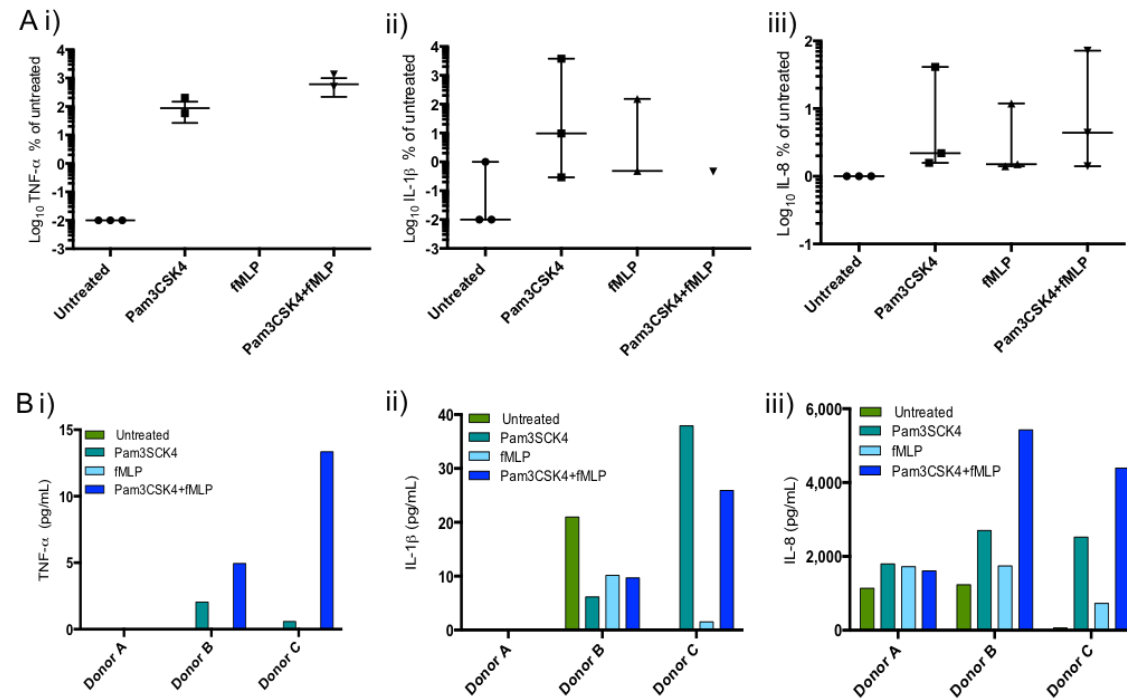 A i)
ii)
iii)
Log10 TNF-α % of untreated
4
3
2
1
0
-1
-2
-3
Untreated
Pam3CSK4
fMLP
Pam3CSK4+fMLP
Log10 IL-1β % of untreated
4
3
2
1
0
-1
-2
-3
Untreated
Pam3CSK4
fMLP
Pam3CSK4+fMLP
Log10 IL-8 % of untreated
2
1
0
-1
Untreated
Pam3CSK4
fMLP
Pam3CSK4+fMLP
B i)
TNF-α (pg/mL)
15
10
5
0
Untreated
Pam3SCK4
fMLP
Pam3CSK4+fMLP
Donor A
Donor B
Donor C
ii)
IL-1β (pg/mL)
40
30
20
10
0
Untreated
Pam3SCK4
fMLP
Pam3CSK4+fMLP
Donor A
Donor B
Donor C
iii)
IL-8 (pg/mL)
6,000
4,000
2,000
0
Untreated
Pam3SCK4
fMLP
Pam3CSK4+fMLP
Donor A
Donor B
Donor C